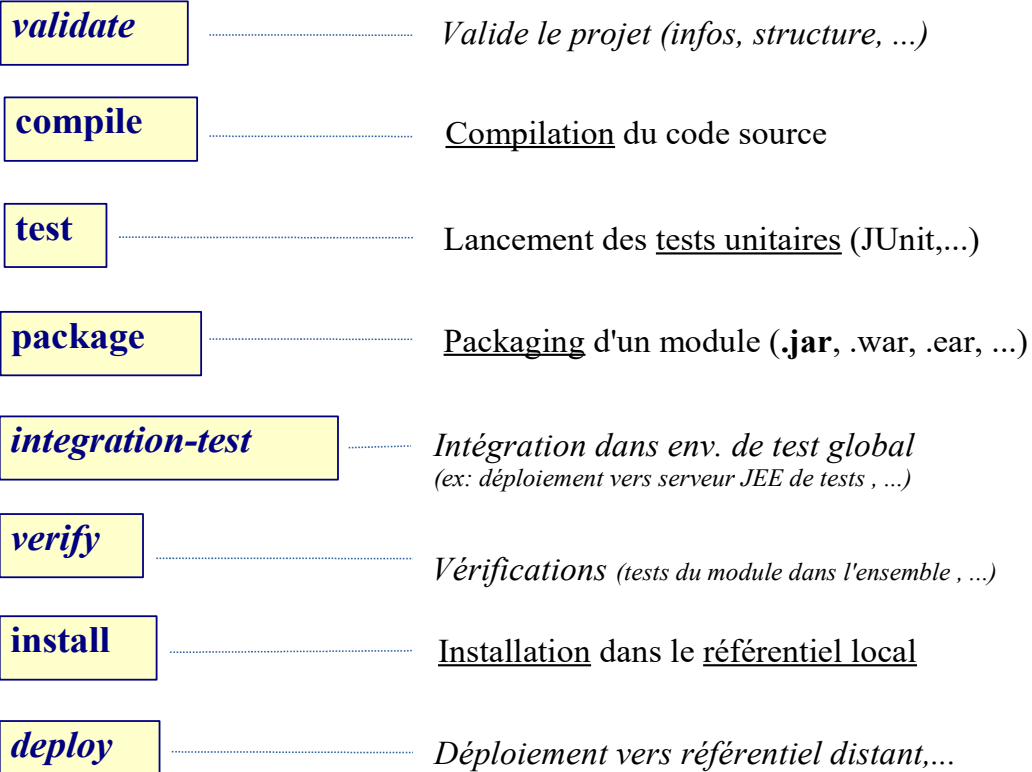 validate Valide le projet (infos, structure, ...)
compile Compilation du code source
test Lancement des tests unitaires (JUnit,...)
package Packaging d'un module (.jar, .war, .ear, ...)
integration-test Intégration dans env. de test global
(ex: déploiement vers serveur JEE de tests , ...)
verify Vérifications (tests du module dans l'ensemble , ...)
install Installation dans le référentiel local
deploy Déploiement vers référentiel distant,...